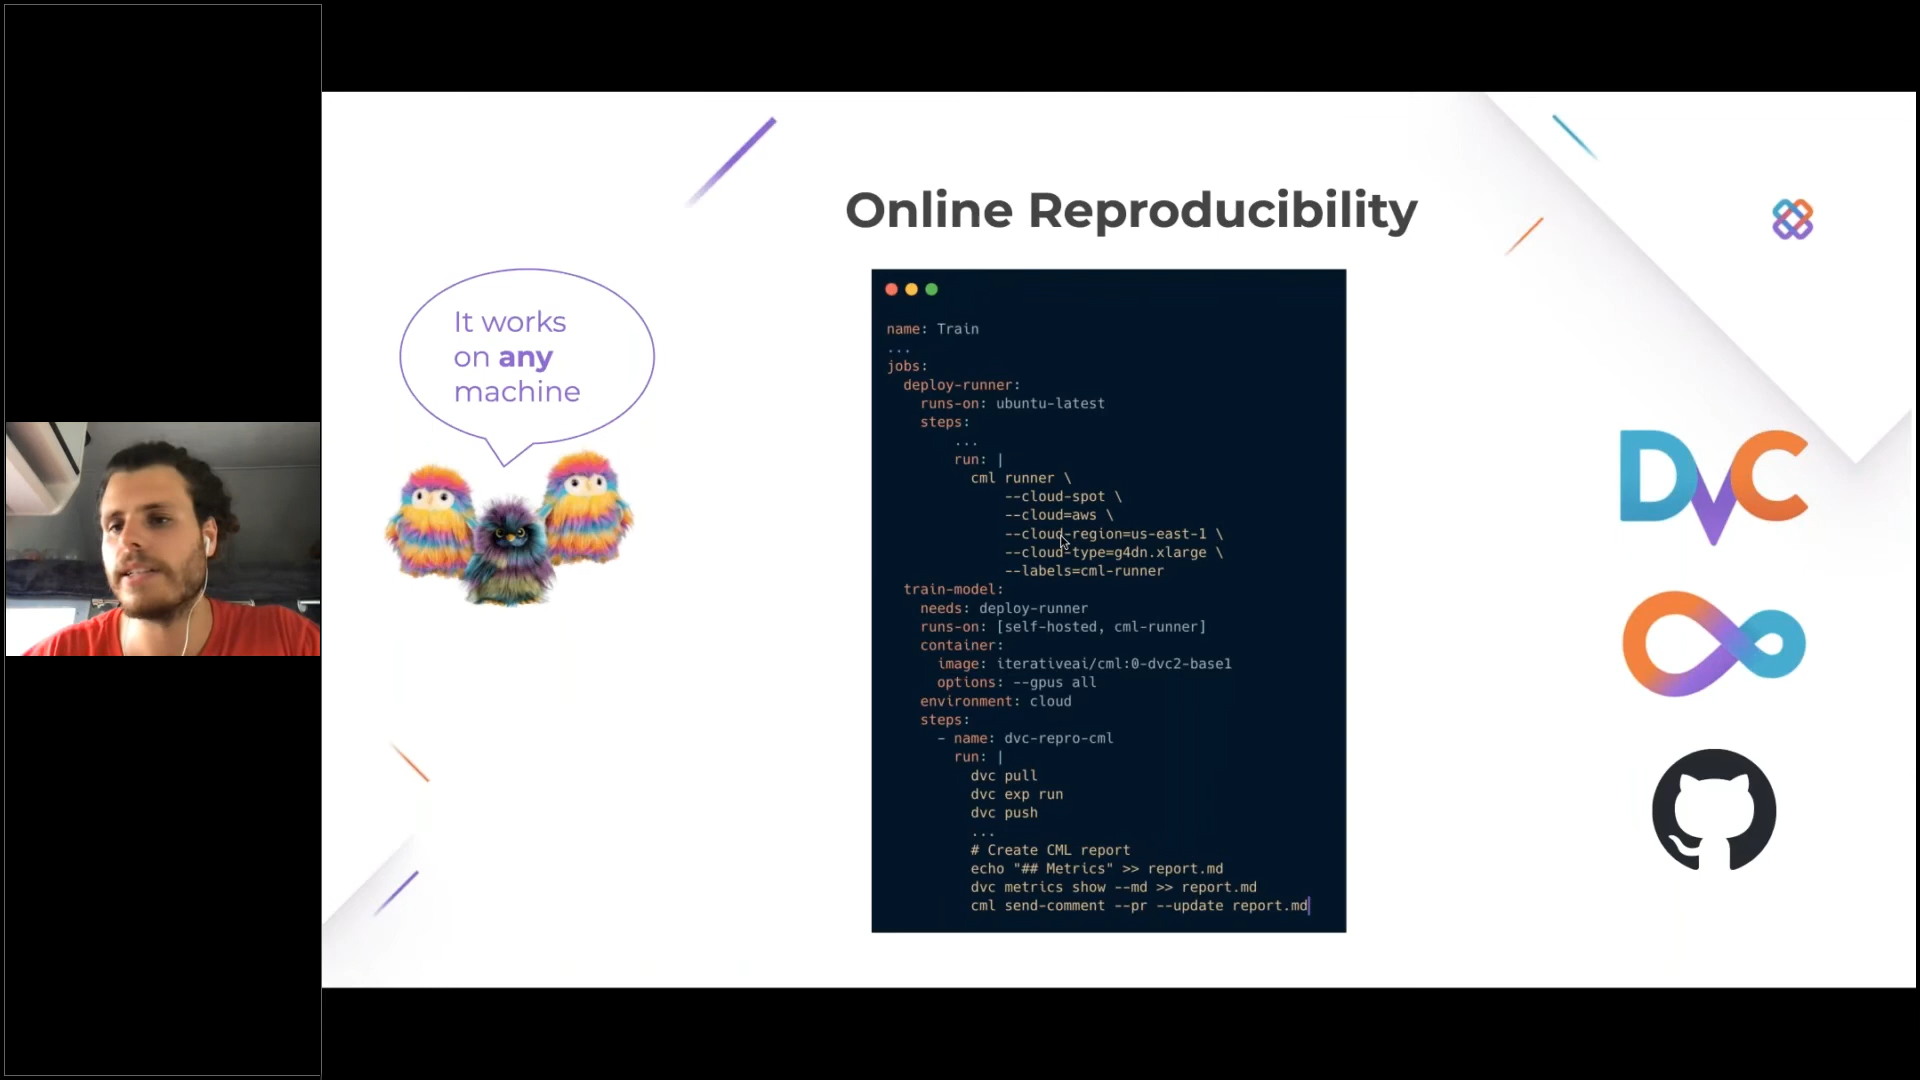 Online Reproducibility
It works
on any
machine
name: Train
...
jobs:
  deploy-runner:
    runs-on: ubuntu-latest
    steps:
        ...
        run: |
          cml runner \
              --cloud-spot \
              --cloud=aws \
              --cloud-region=us-east-1 \
              --cloud-type=g4dn.xlarge \
              --labels=cml-runner
  train-model:
    needs: deploy-runner
    runs-on: [self-hosted, cml-runner]
    container:
      image: iterativeai/cml:0-dvc2-base1
      options: --gpus all
    environment: cloud
    steps:
      - name: dvc-repro-cml
        run: |
          dvc pull
          dvc exp run
          dvc push
          ...
          # Create CML report
          echo "## Metrics" >> report.md
          dvc metrics show --md >> report.md
          cml send-comment --pr --update report.md
DVC